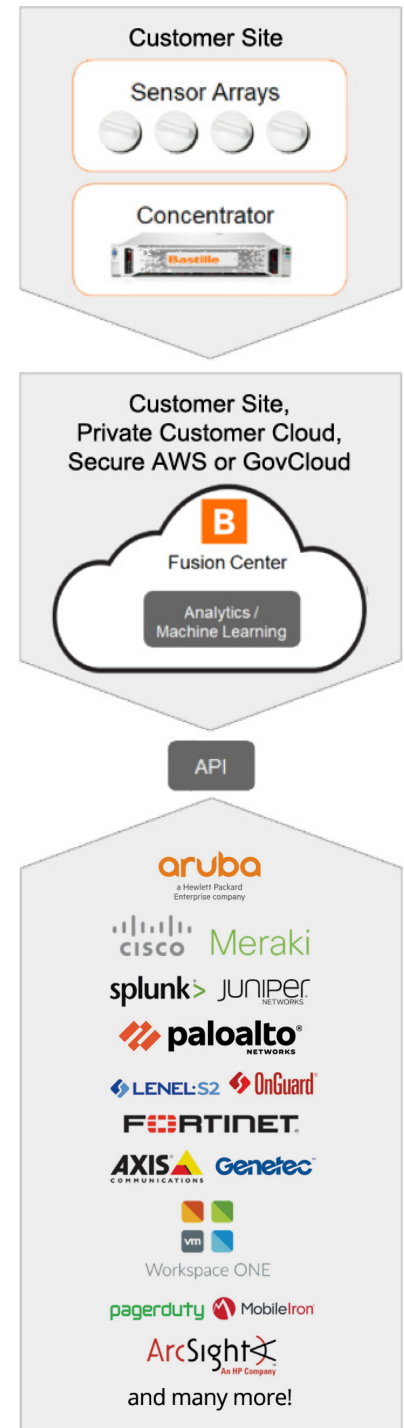 Customer Site
Sensor Arrays
Concentrator
Bastille
Customer Site,
Private Customer Cloud,
Secure AWS or GovCloud
B
Fusion Center
Analytics /
Machine Learning
API
aruba
a Hewlett Packard
Enterprise company
CISCO Meraki
splunk> JUNIPER
NETWORKS
paloalto®
NETWORKS
LENEL:S2 OnGuard®
FORTINET.
AXIS Genetec™
COMMUNICATIONS
vm
Workspace ONE
pagerduty MobileIron
ArcSight
An HP Company
and many more!